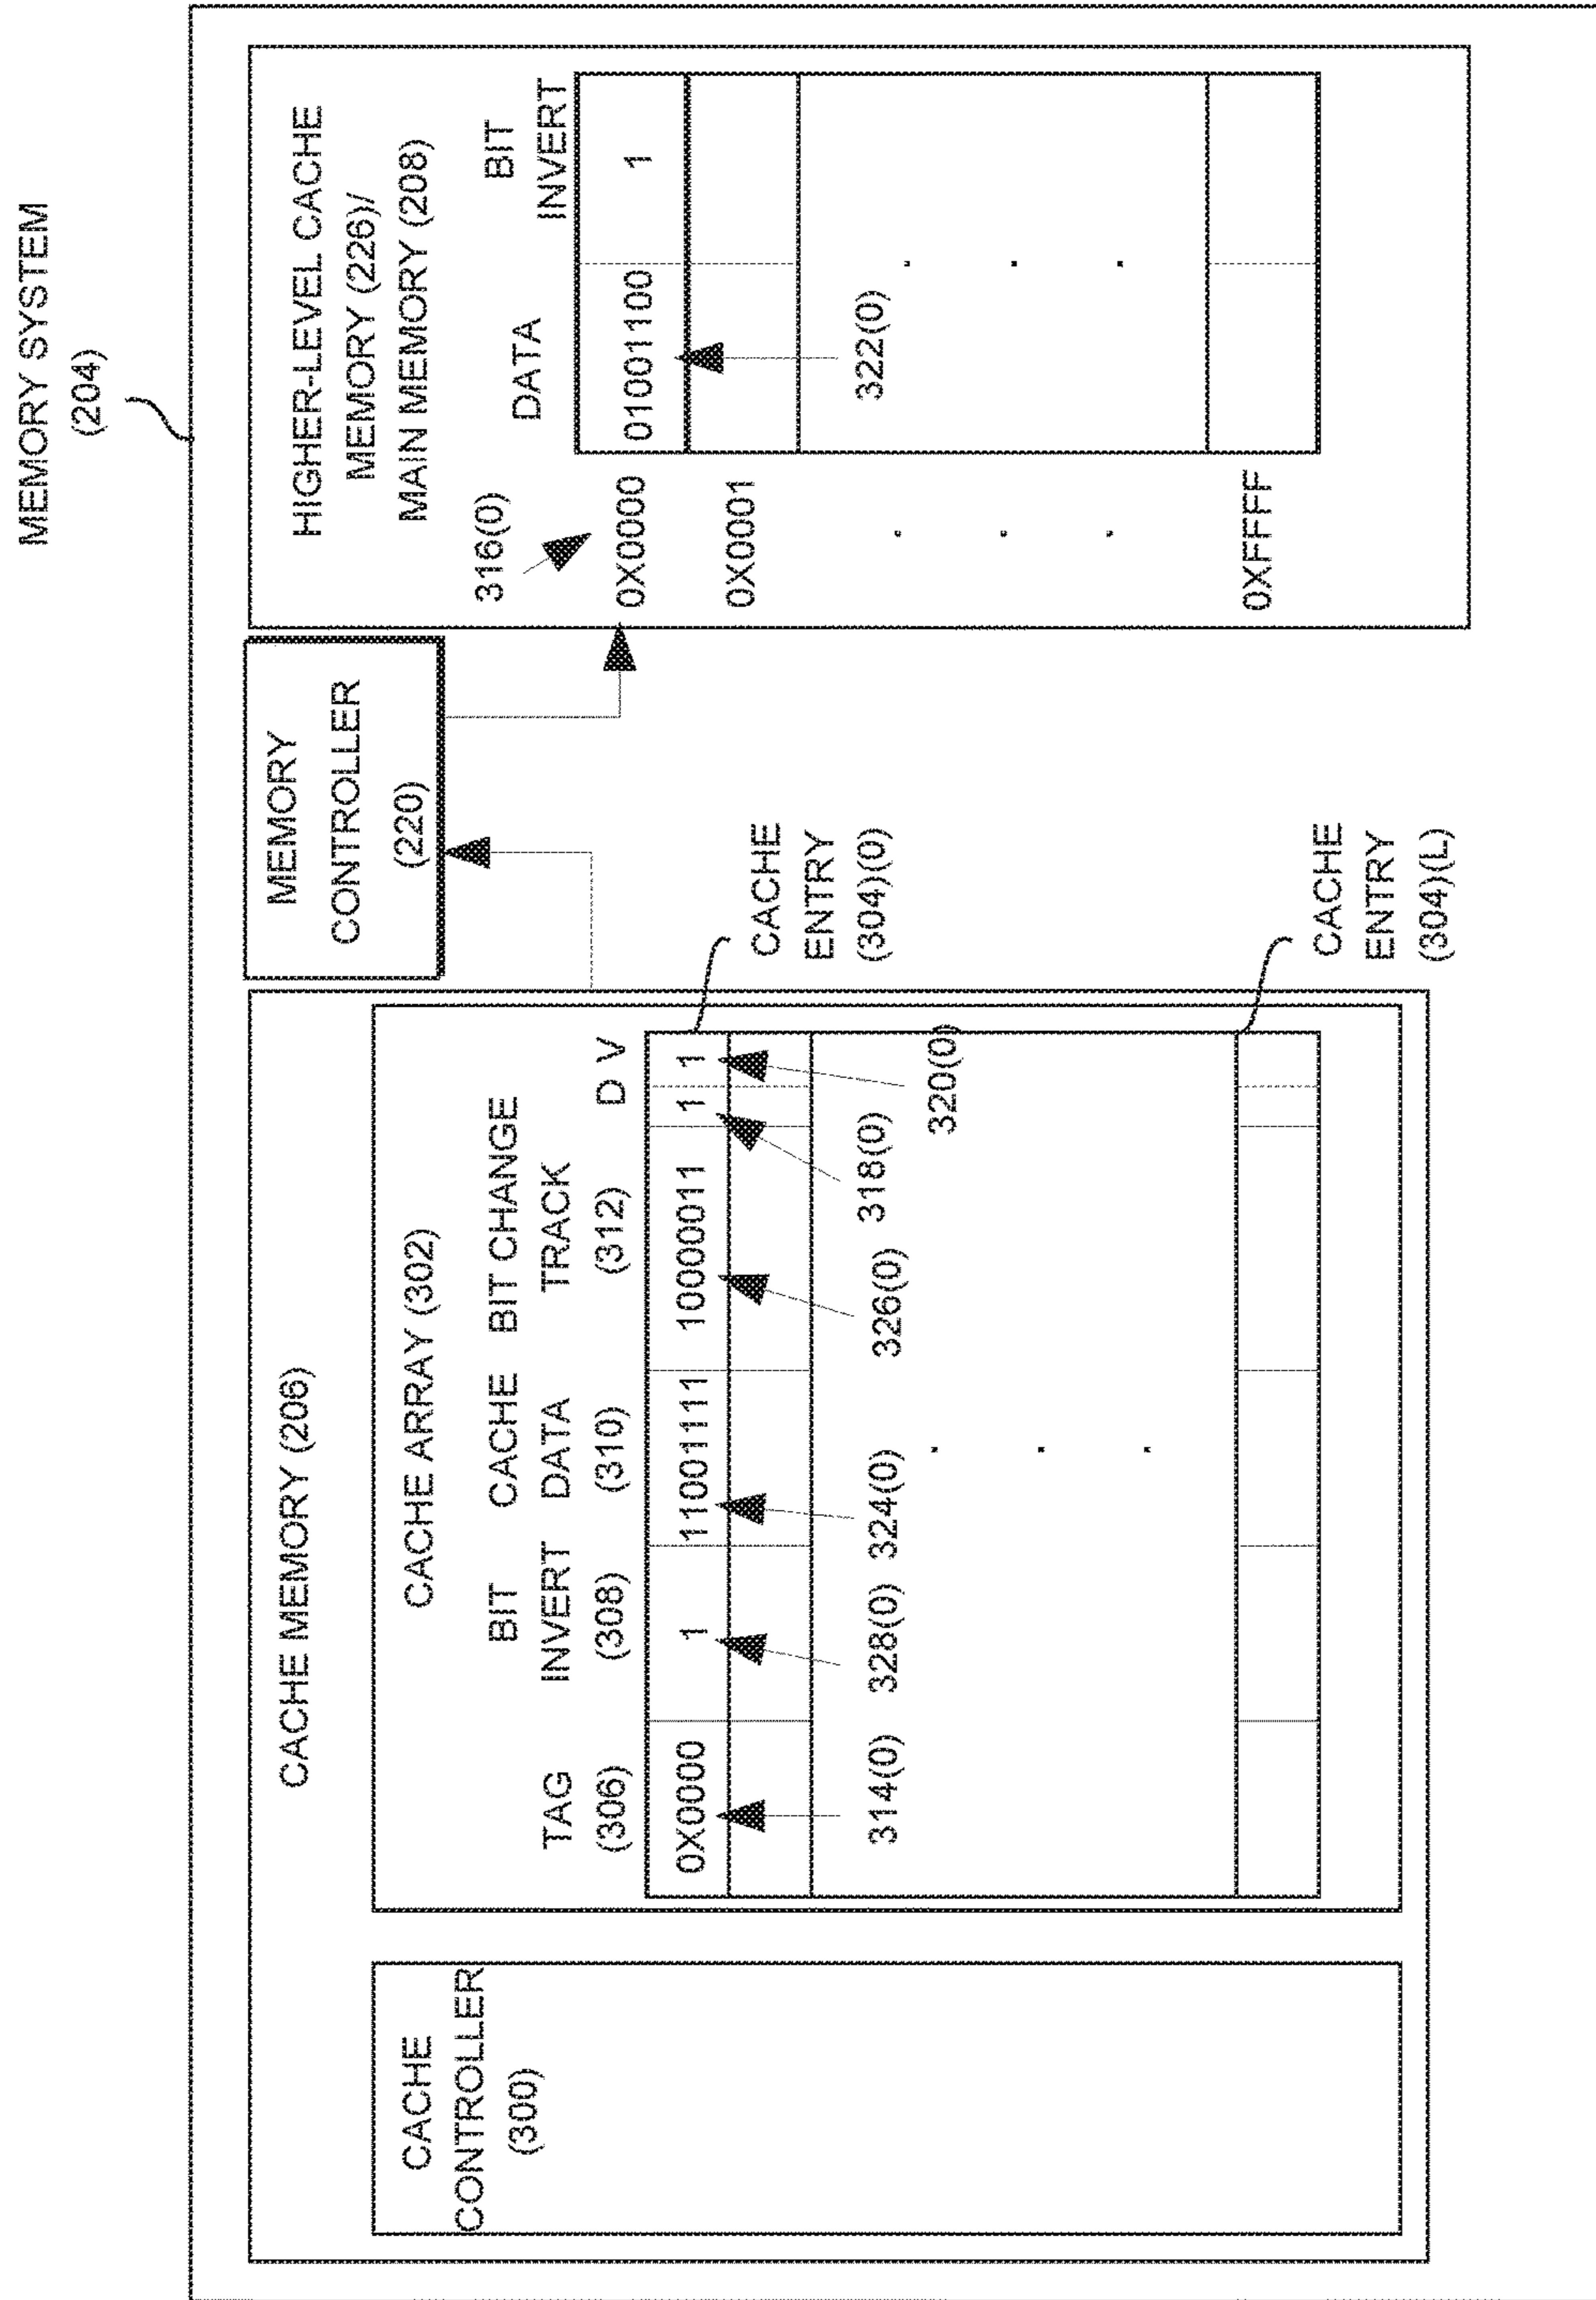 MEMORY SYSTEM
(204)
CACHE MEMORY (206)
CACHE
CONTROLLER
(300)
CACHE ARRAY (302)
TAG
(306)
BIT
INVERT
(308)
CACHE
DATA
(310)
BIT CHANGE
TRACK
(312)
D V
0X0000 1 11001111 10000011 1 1
314(0) 328(0) 324(0) 326(0) 318(0) 320(0)
.
.
.
CACHE
ENTRY
(304)(0)
CACHE
ENTRY
(304)(L)
MEMORY
CONTROLLER
(220)
HIGHER-LEVEL CACHE
MEMORY (226)/
MAIN MEMORY (208)
316(0)
DATA
BIT
INVERT
0X0000 01001100 1
0X0001
322(0)
. .
. .
. .
0XFFFF